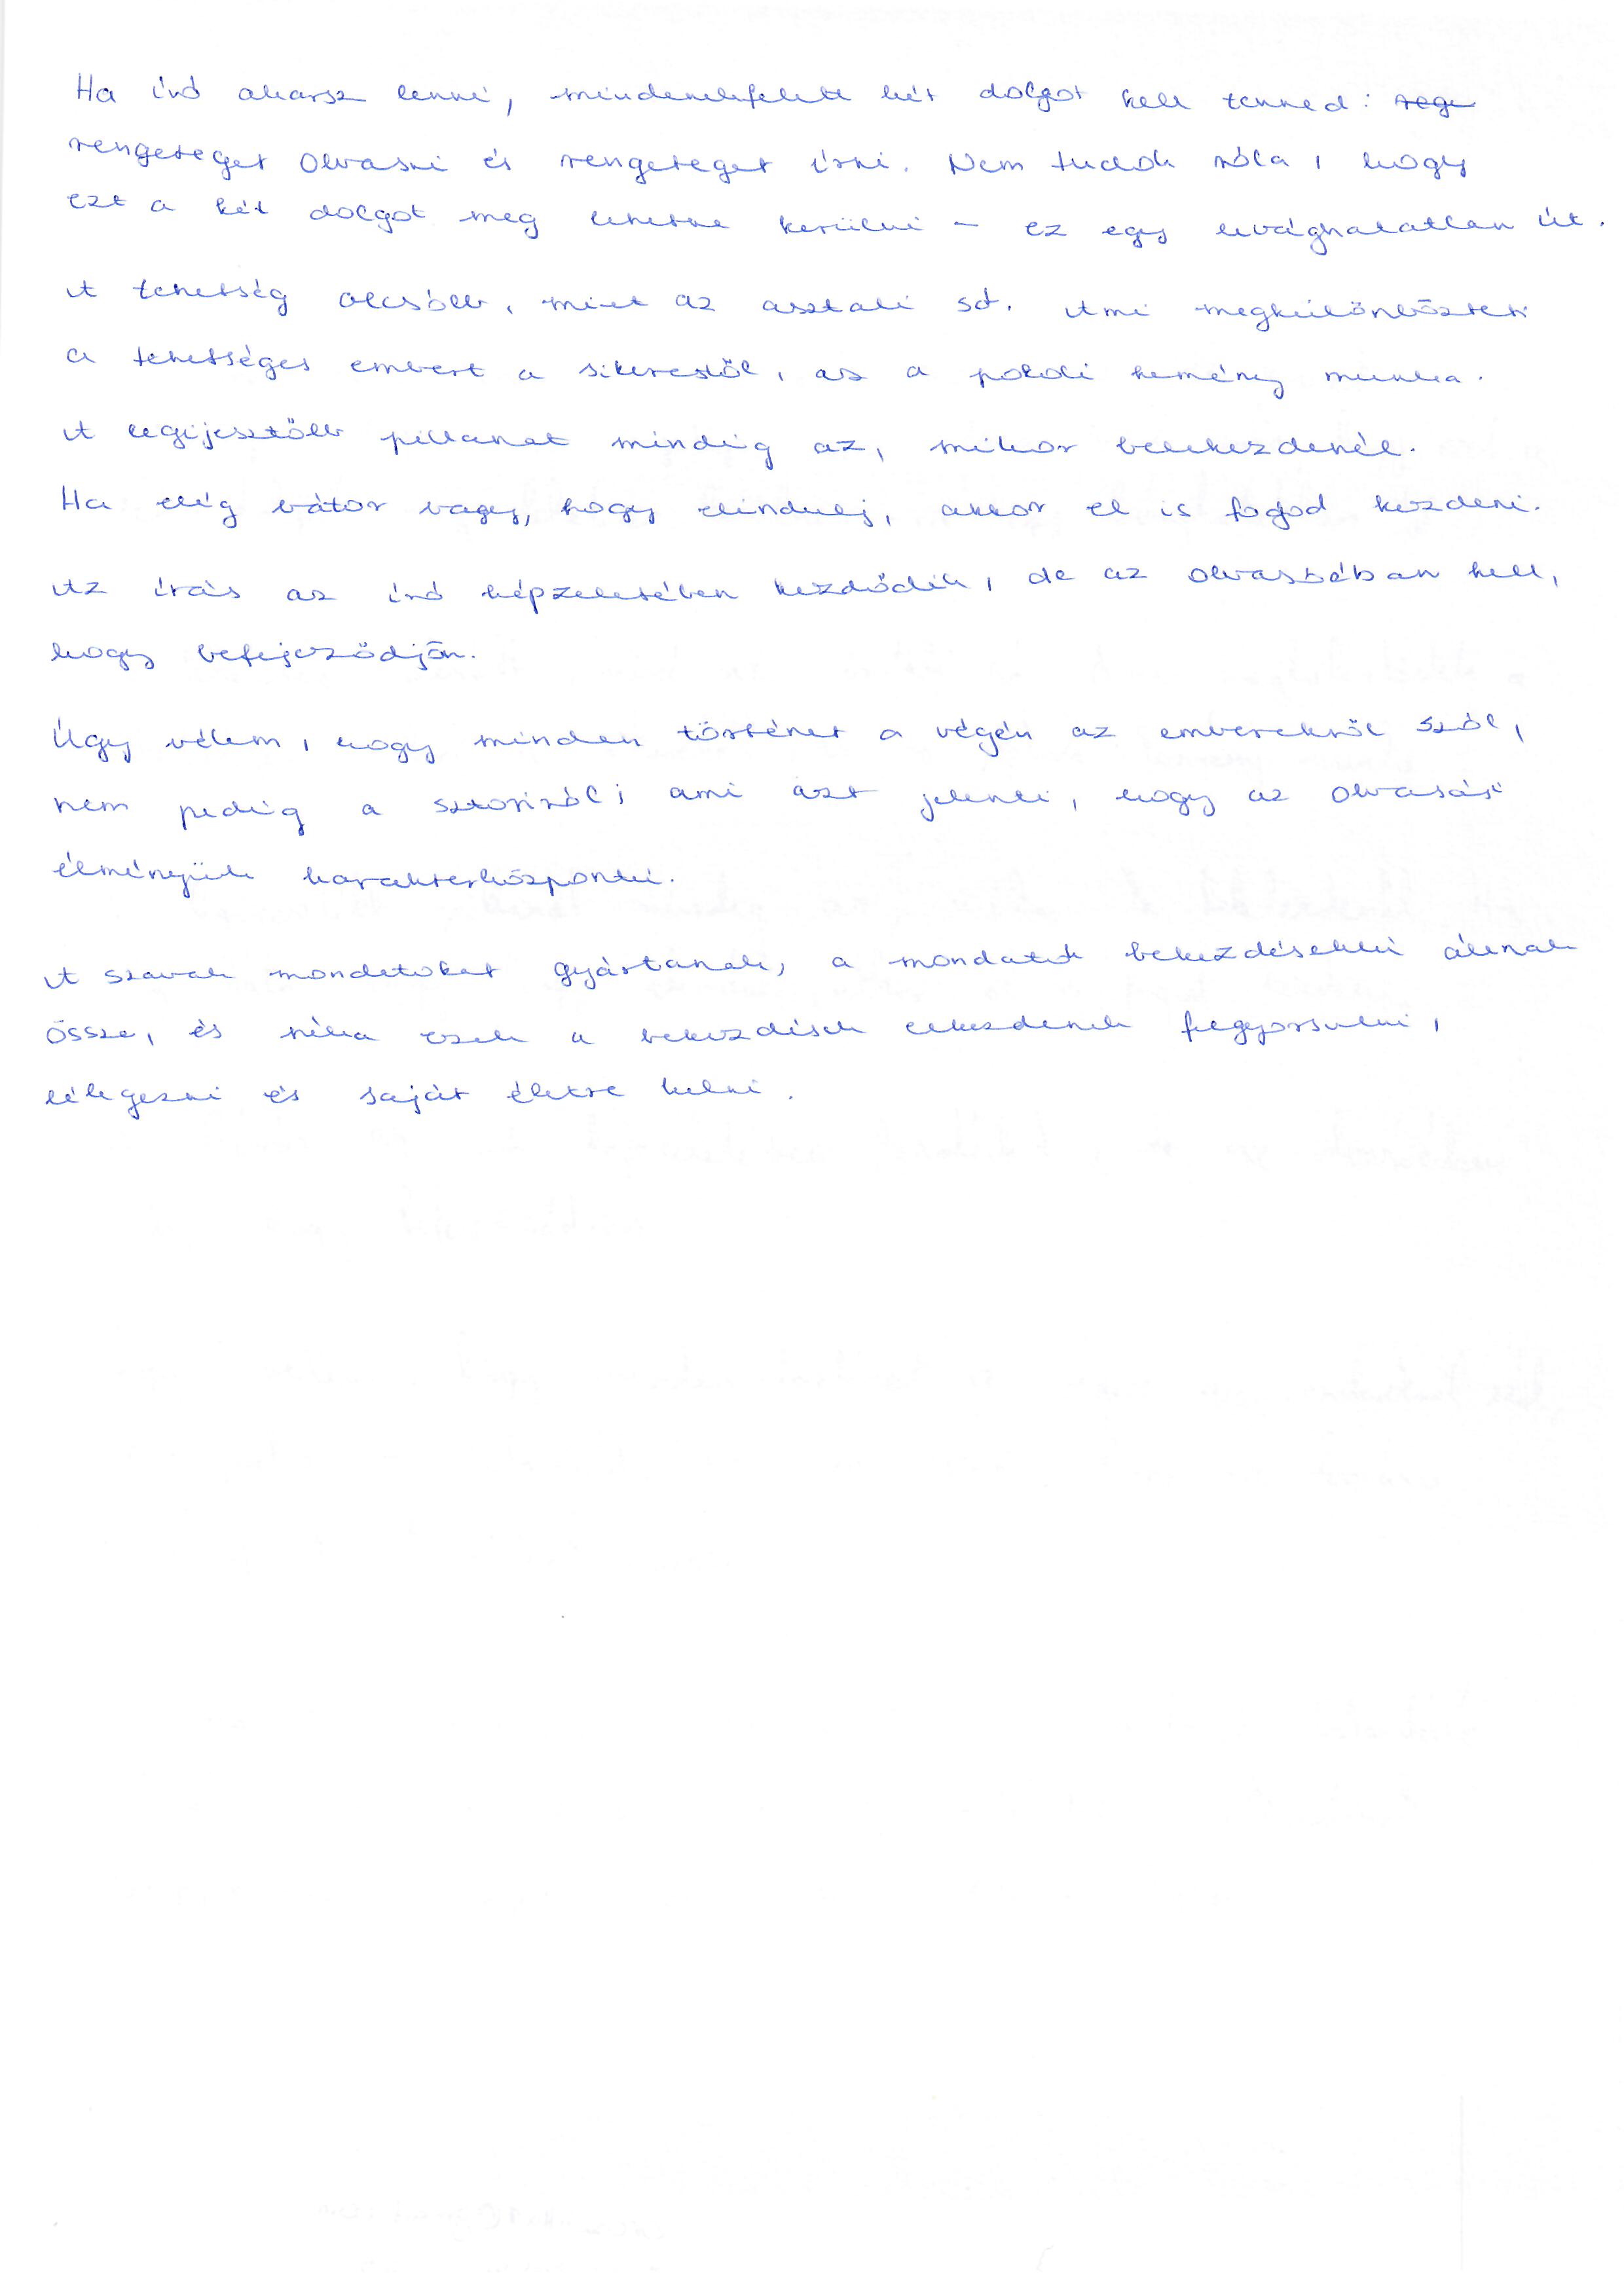 Ha író akarsz lenni, mindenekfelett két dolgot kell tenned: rege
rengeteget olvasni és rengeteget írni. Nem tudok róla, hogy
ezt a két dolgot meg lehetne kerülni – ez egy levághatatlan út.
A tehetség olcsóbb, mint az asztali só. Ami megkülönbözteti
a tehetséges embert a sikerestől, az a pokoli kemény munka.
A legijesztőbb pillanat mindig az, mikor belekezdenél.
Ha elég bátor vagy, hogy elindulj, akkor el is fogod kezdeni.
Az írás az író képzeletében kezdődik, de az olvasóéban kell,
hogy befejeződjön.
Úgy vélem, hogy minden történet a végén az emberekről szól,
nem pedig a sztoriról; ami azt jelenti, hogy az olvasási
élményük karakterközpontú.
A szavak mondatokat gyártanak, a mondatok bekezdésekké állnak
össze, és néha ezek a bekezdések elkezdenek felgyorsulni,
lélegezni és saját életre kelni.